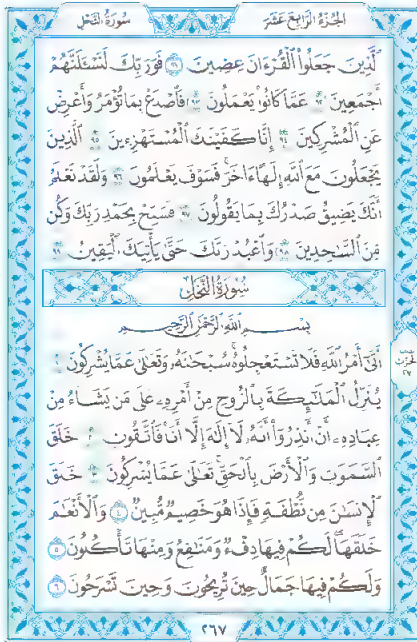 الجزء الرابع عشر
سورة النحل
ٱلَّذِينَ جَعَلُوا۟ ٱلْقُرْءَانَ عِضِينَ ٩١ فَوَرَبِّكَ لَنَسْـَٔلَنَّهُمْ
أَجْمَعِينَ ٩٢ عَمَّا كَانُوا۟ يَعْمَلُونَ ٩٣ فَٱصْدَعْ بِمَا تُؤْمَرُ وَأَعْرِضْ
عَنِ ٱلْمُشْرِكِينَ ٩٤ إِنَّا كَفَيْنَـٰكَ ٱلْمُسْتَهْزِءِينَ ٩٥ ٱلَّذِينَ
يَجْعَلُونَ مَعَ ٱللَّهِ إِلَـٰهًا ءَاخَرَ فَسَوْفَ يَعْلَمُونَ ٩٦ وَلَقَدْ نَعْلَمُ
أَنَّكَ يَضِيقُ صَدْرُكَ بِمَا يَقُولُونَ ٩٧ فَسَبِّحْ بِحَمْدِ رَبِّكَ وَكُن
مِّنَ ٱلسَّـٰجِدِينَ ٩٨ وَٱعْبُدْ رَبَّكَ حَتَّىٰ يَأْتِيَكَ ٱلْيَقِينُ ٩٩
سُورَةُ النَّحْلِ
بِسْمِ ٱللَّهِ ٱلرَّحْمَـٰنِ ٱلرَّحِيمِ
أَتَىٰٓ أَمْرُ ٱللَّهِ فَلَا تَسْتَعْجِلُوهُ سُبْحَـٰنَهُۥ وَتَعَـٰلَىٰ عَمَّا يُشْرِكُونَ ١
يُنَزِّلُ ٱلْمَلَـٰٓئِكَةَ بِٱلرُّوحِ مِنْ أَمْرِهِۦ عَلَىٰ مَن يَشَآءُ مِنْ
عِبَادِهِۦٓ أَنْ أَنذِرُوٓا۟ أَنَّهُۥ لَآ إِلَـٰهَ إِلَّآ أَنَا۠ فَٱتَّقُونِ ٢ خَلَقَ
ٱلسَّمَـٰوَٰتِ وَٱلْأَرْضَ بِٱلْحَقِّ تَعَـٰلَىٰ عَمَّا يُشْرِكُونَ ٣ خَلَقَ
ٱلْإِنسَـٰنَ مِن نُّطْفَةٍ فَإِذَا هُوَ خَصِيمٌ مُّبِينٌ ٤ وَٱلْأَنْعَـٰمَ
خَلَقَهَا لَكُمْ فِيهَا دِفْءٌ وَمَنَـٰفِعُ وَمِنْهَا تَأْكُلُونَ ٥
وَلَكُمْ فِيهَا جَمَالٌ حِينَ تُرِيحُونَ وَحِينَ تَسْرَحُونَ ٦
٢٦٧